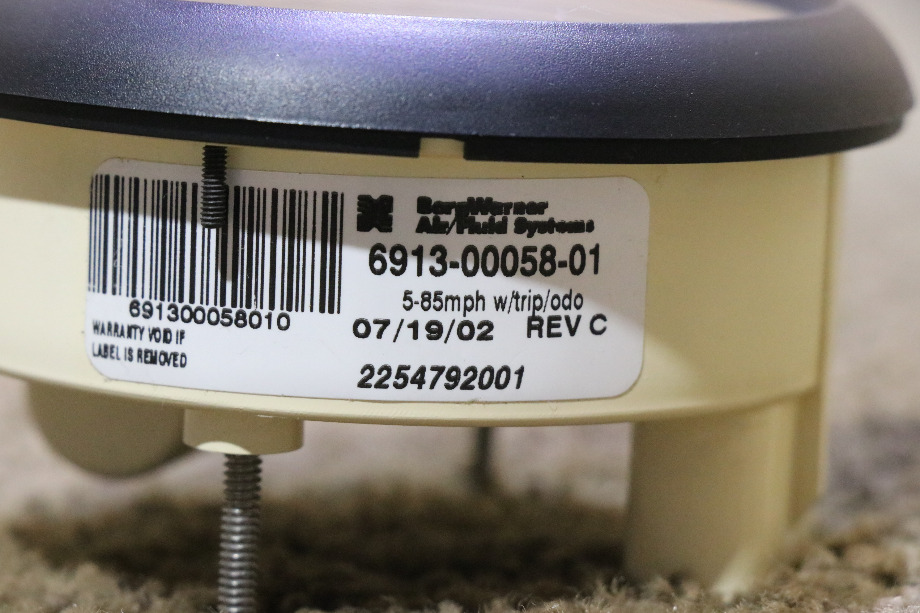 BorgWarner
Air/Fluid Systems
6913-00058-01
5-85mph w/trip/odo
691300058010
07/19/02 REV C
WARRANTY VOID IF
LABEL IS REMOVED
2254792001